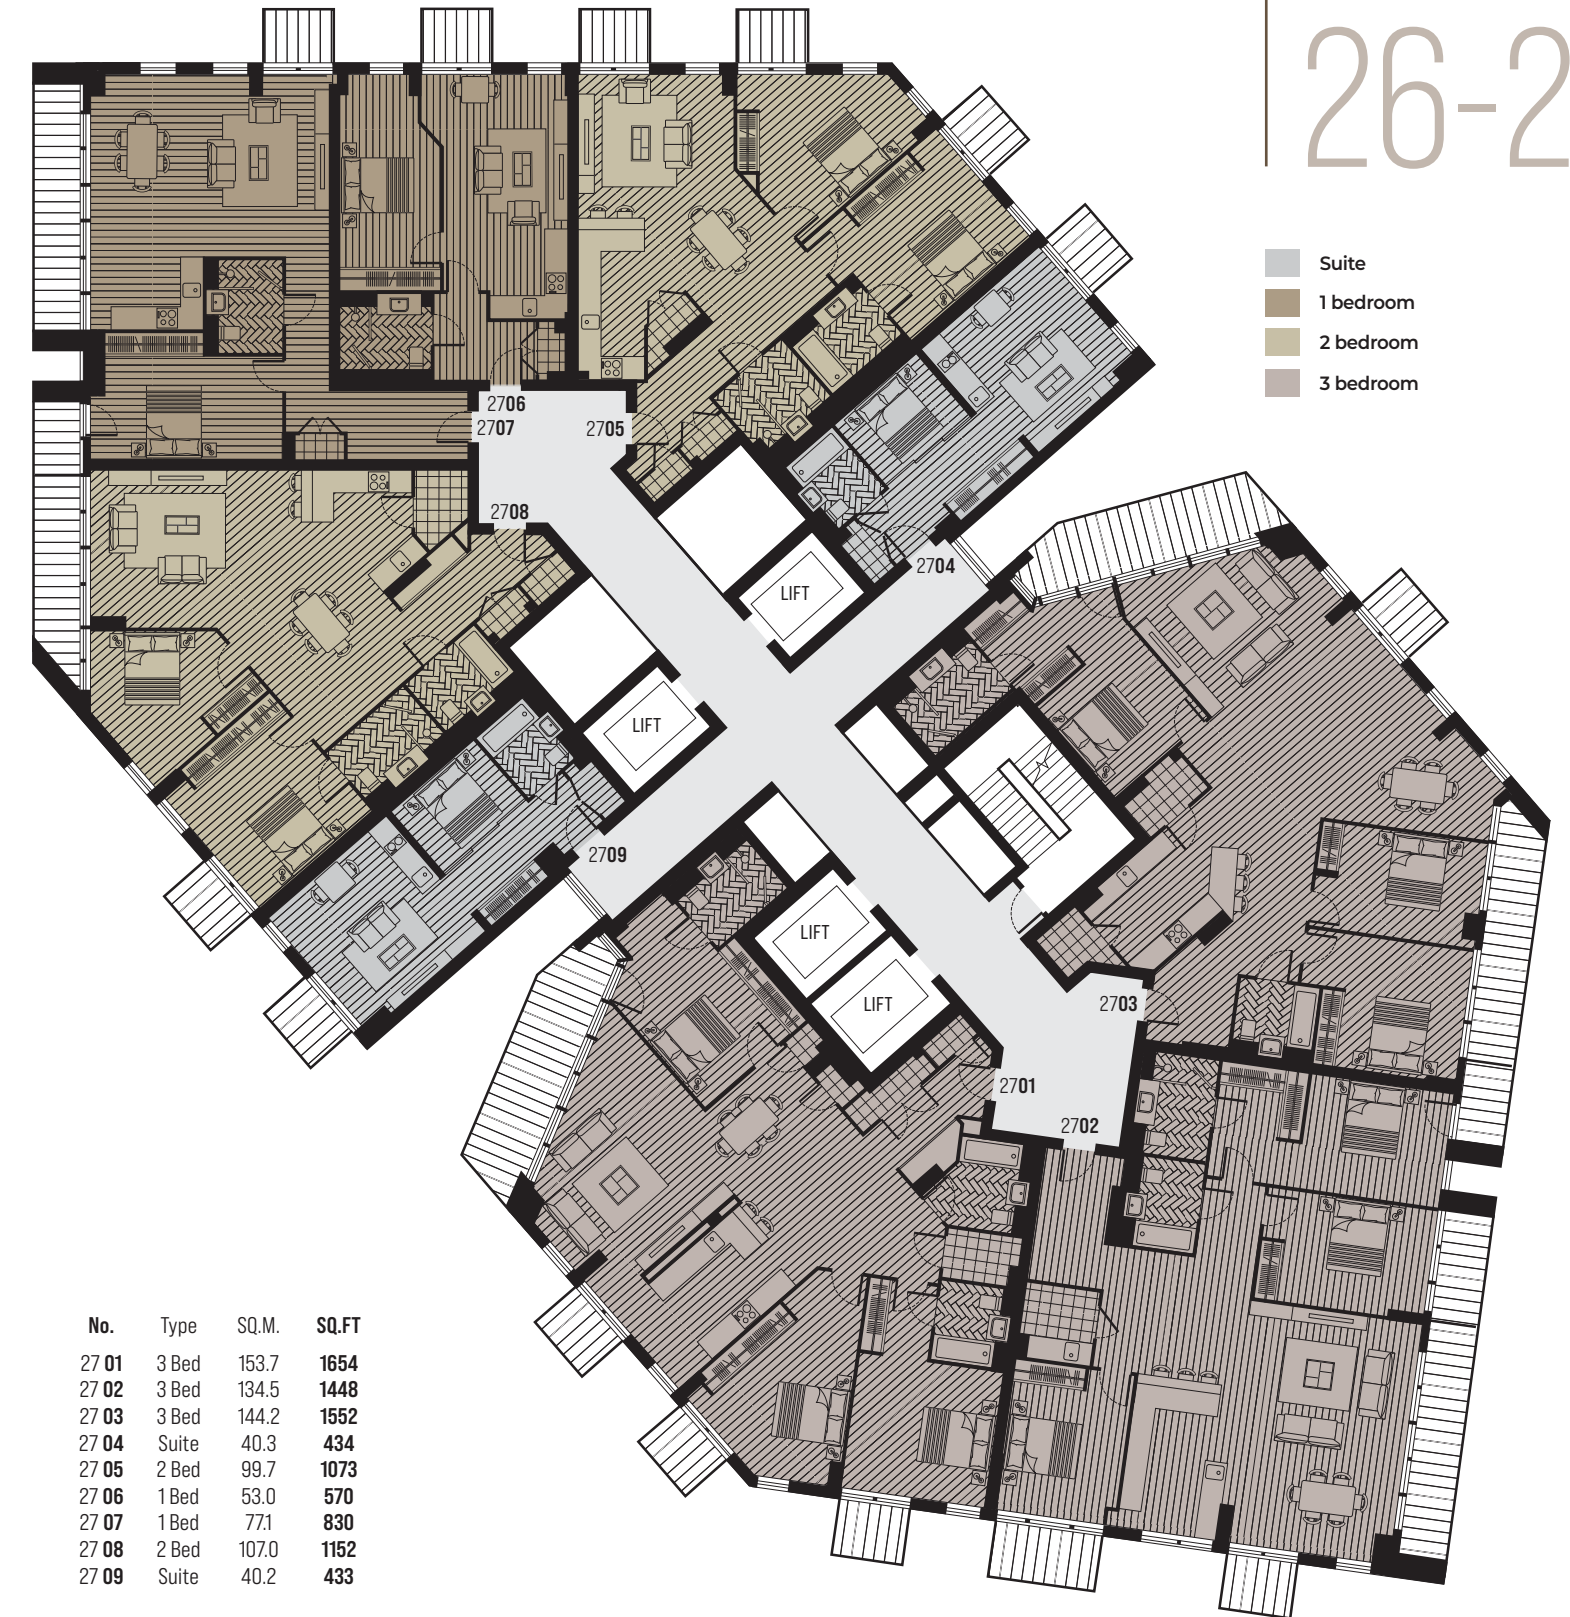 26-2
Suite
1 bedroom
2 bedroom
3 bedroom
2706
2707
2705
2708
2704
LIFT
LIFT
2709
LIFT
LIFT
2703
2701
2702
No. Type SQ.M. SQ.FT
27 01 3 Bed 153.7 1654
27 02 3 Bed 134.5 1448
27 03 3 Bed 144.2 1552
27 04 Suite 40.3 434
27 05 2 Bed 99.7 1073
27 06 1 Bed 53.0 570
27 07 1 Bed 77.1 830
27 08 2 Bed 107.0 1152
27 09 Suite 40.2 433